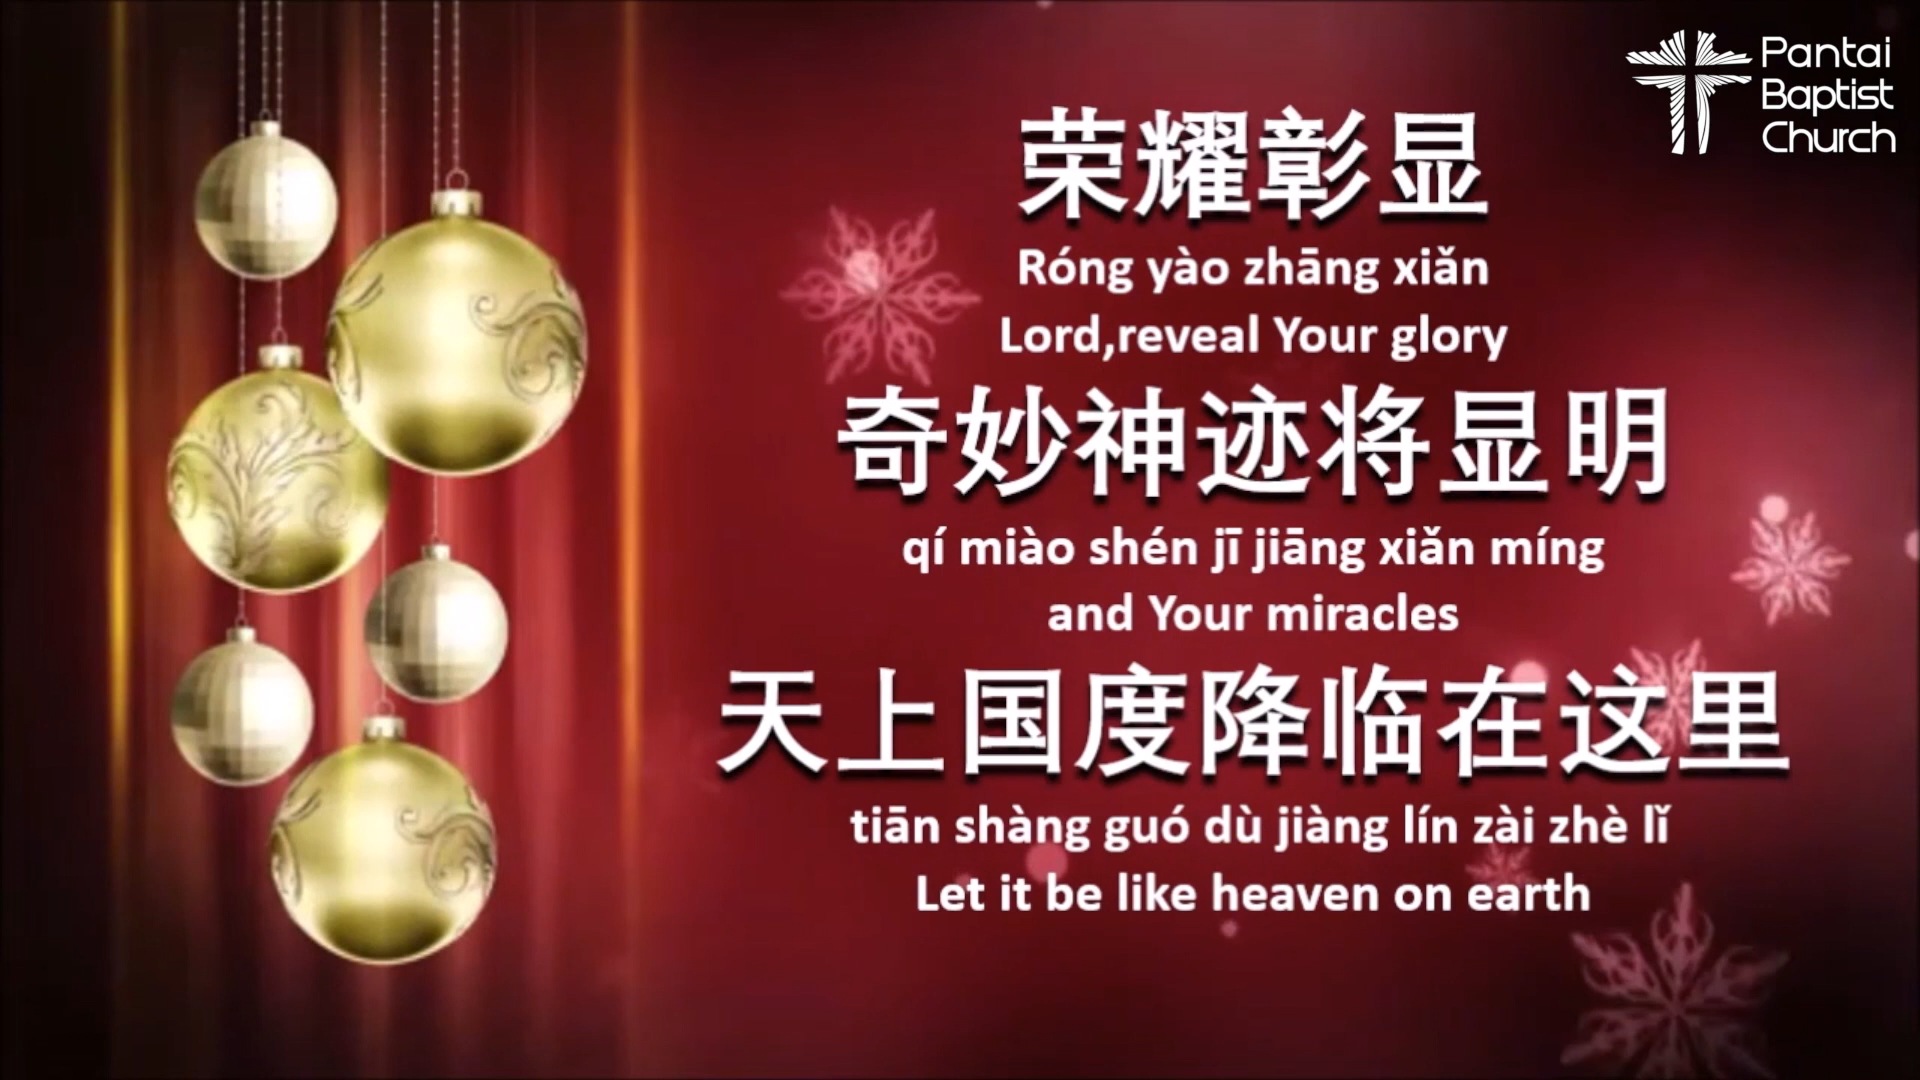 Pantai
Baptist
Church
荣耀彰显
Róng yào zhāng xiǎn
Lord,reveal Your glory
奇妙神迹将显明
qí miào shén jī jiāng xiǎn míng
and Your miracles
天上国度降临在这里
tiān shàng guó dù jiàng lín zài zhè lǐ
Let it be like heaven on earth